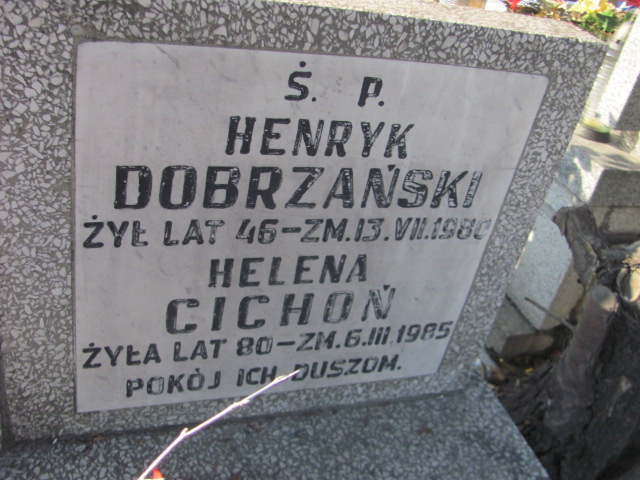 Ś. P.
HENRYK
DOBRZAŃSKI
ŻYŁ LAT 46-ZM.13.VII.1980
HELENA
CICHOŃ
ŻYŁA LAT 80-ZM.6.III.1985
POKÓJ ICH DUSZOM.